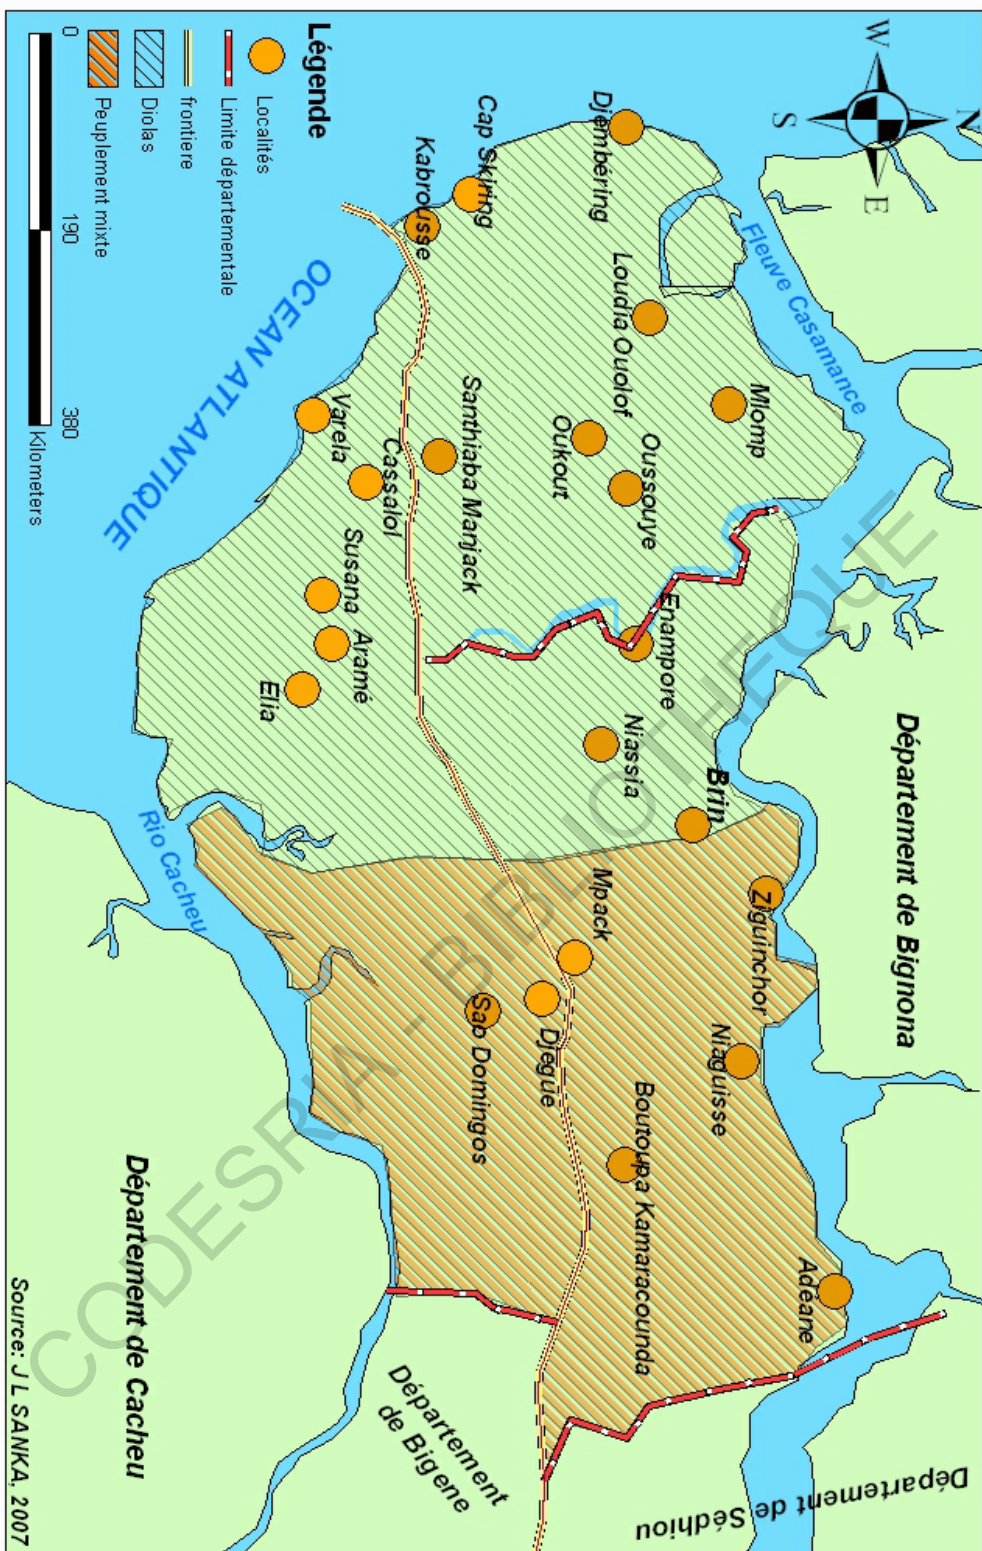 N
W
E
S
Fleuve Casamance
Département de Bignona
Djembéring
Cap Skiring
Kabrousse
Loudia Ouolof
Mlomp
Oukout
Oussouye
Santhiaba Manjack
Enampore
Niassia
Brin
Ziguinchor
Niaguisse
Adéane
Mpack
Boutoupa Kamaracounda
Djegue
Sao Domingos
Varela
Cassalol
Susana
Aramé
Elia
OCEAN ATLANTIQUE
Rio Cacheu
Département de Cacheu
Département
de Bigene
Département de Sédhiou
Légende
Localités
Limite départementale
frontiere
Diolas
Peuplement mixte
0
190
380
Kilometers
Source: J L SANKA, 2007
CODESRIA - BIBLIOTHEQUE